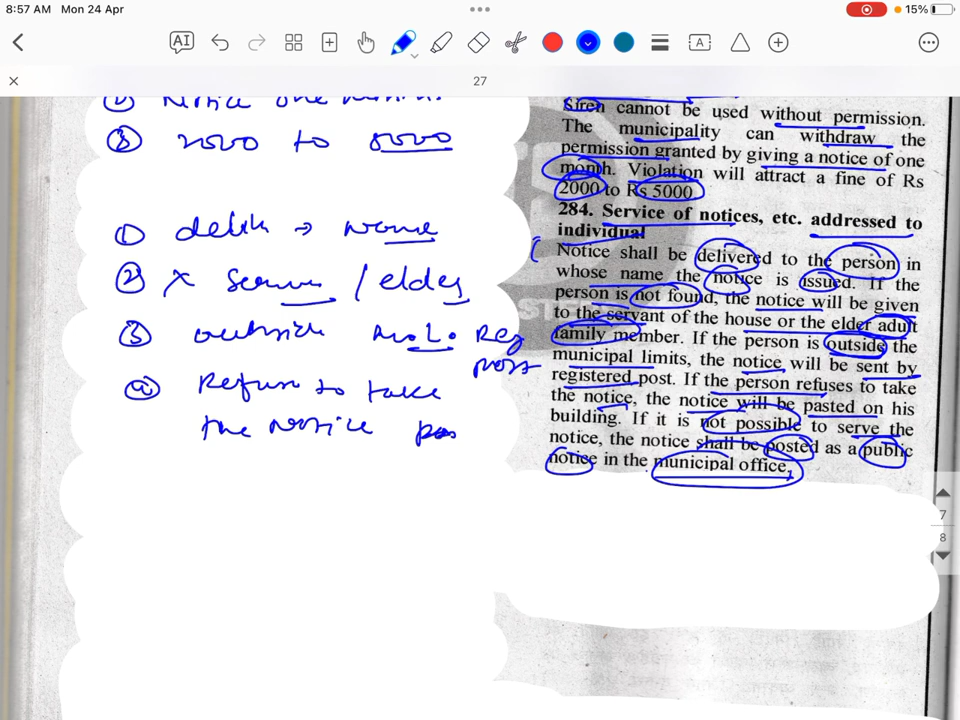 8:57 AM Mon 24 Apr
15%
AI
A
27
② Notice one month.
③ 2000 to 5000
① → name
② X servant / elder
③ outside M.L. Reg
post
④ Refuse to take
the notice
Siren cannot be used without permission.
The municipality can withdraw the
permission granted by giving a notice of one
month. Violation will attract a fine of Rs
2000 to Rs 5000
284. Service of notices, etc. addressed to
individual
Notice shall be delivered to the person in
whose name the notice is issued. If the
person is not found, the notice will be given
to the servant of the house or the elder adult
family member. If the person is outside the
municipal limits, the notice will be sent by
registered post. If the person refuses to take
the notice, the notice will be pasted on his
building. If it is not possible to serve the
notice, the notice shall be posted as a public
notice in the municipal office.
7
8